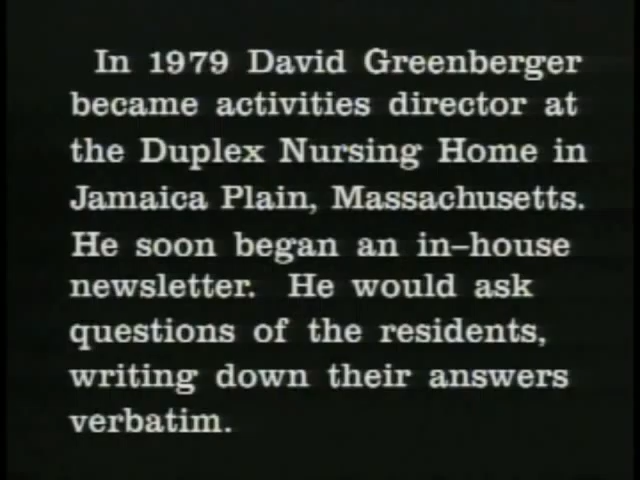 In 1979 David Greenberger
became activities director at
the Duplex Nursing Home in
Jamaica Plain, Massachusetts.
He soon began an in–house
newsletter. He would ask
questions of the residents,
writing down their answers
verbatim.